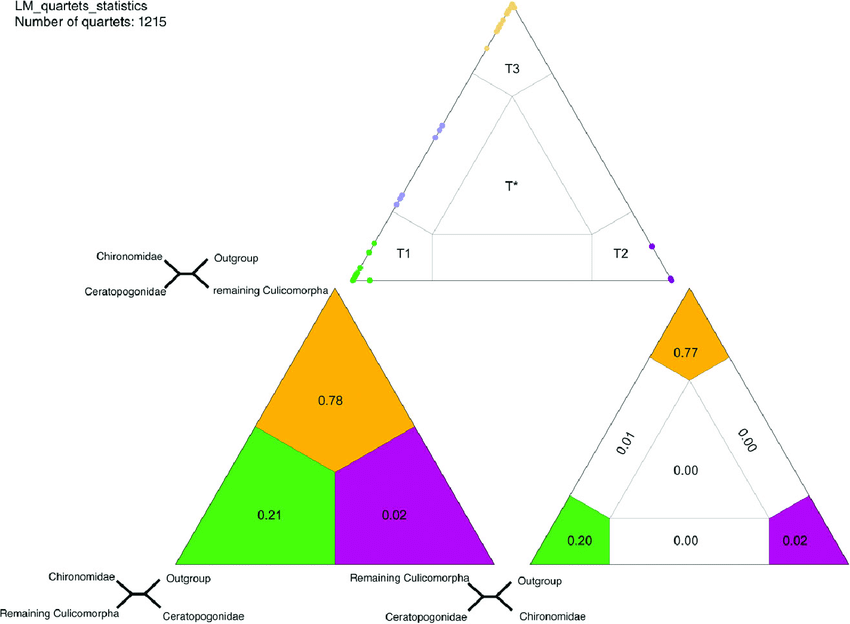 LM_quartets_statistics
Number of quartets: 1215
T3
T*
T1
T2
Chironomidae
Outgroup
Ceratopogonidae
remaining Culicomorpha
0.78
0.21
0.02
0.77
0.01
0.00
0.00
0.20
0.00
0.02
Chironomidae
Outgroup
Remaining Culicomorpha
Ceratopogonidae
Remaining Culicomorpha
Outgroup
Ceratopogonidae
Chironomidae